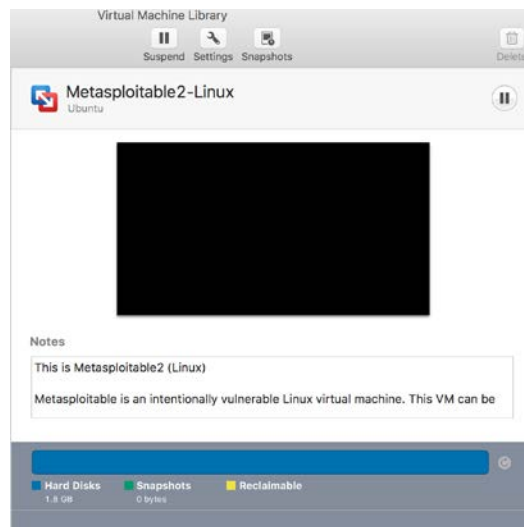 Virtual Machine Library
Suspend Settings Snapshots Delete
Metasploitable2-Linux
Ubuntu
Notes
This is Metasploitable2 (Linux)
Metasploitable is an intentionally vulnerable Linux virtual machine. This VM can be
Hard Disks Snapshots Reclaimable
1.8 GB 0 bytes